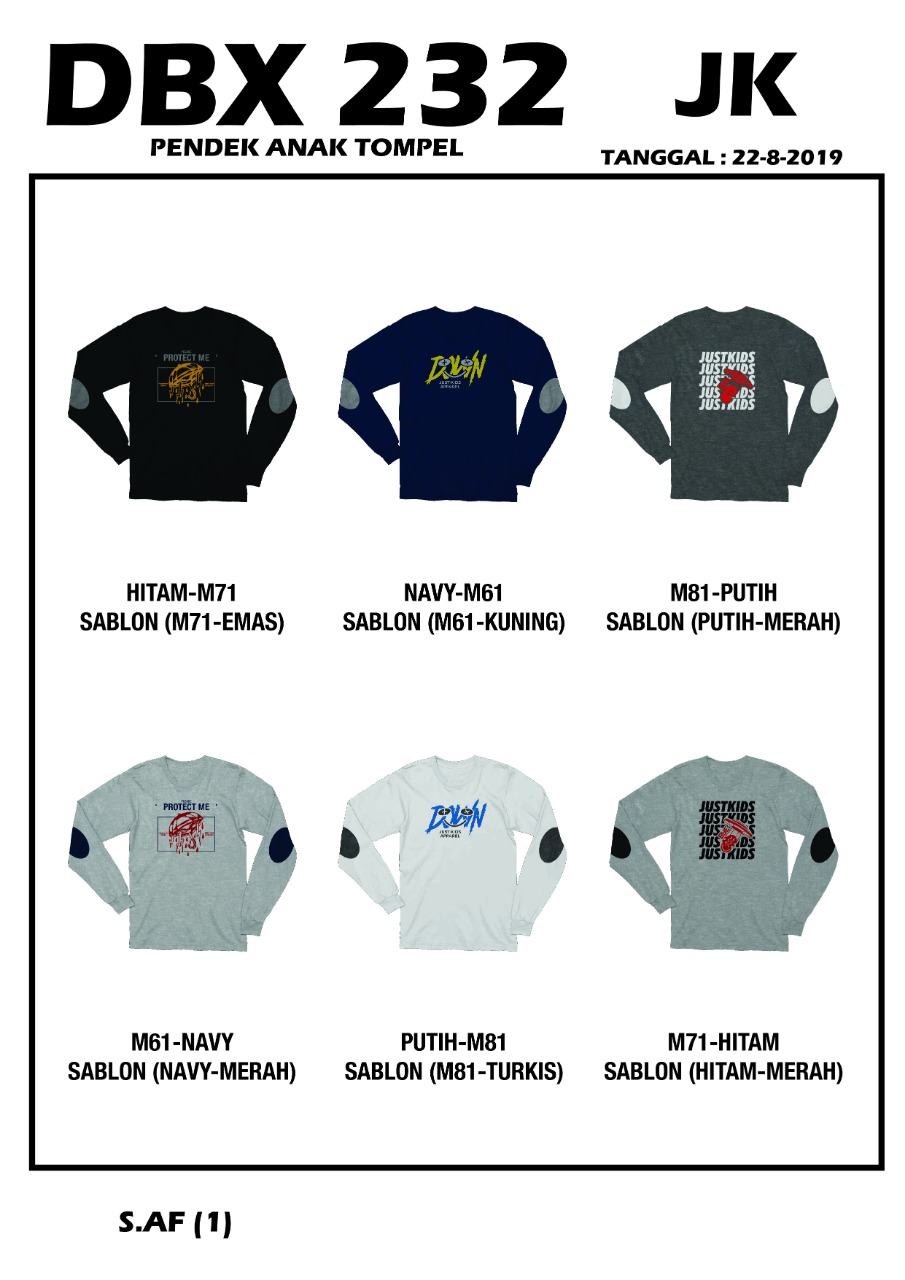 DBX 232
JK
PENDEK ANAK TOMPEL
TANGGAL : 22-8-2019
PROTECT ME
JUSTKIDS
APPAREL
JUSTKIDS
JUSTKIDS
JUSTKIDS
JUSTKIDS
JUSTKIDS
HITAM-M71
SABLON (M71-EMAS)
NAVY-M61
SABLON (M61-KUNING)
M81-PUTIH
SABLON (PUTIH-MERAH)
PROTECT ME
JUSTKIDS
APPAREL
JUSTKIDS
JUSTKIDS
JUSTKIDS
JUSTKIDS
JUSTKIDS
M61-NAVY
SABLON (NAVY-MERAH)
PUTIH-M81
SABLON (M81-TURKIS)
M71-HITAM
SABLON (HITAM-MERAH)
S.AF (1)